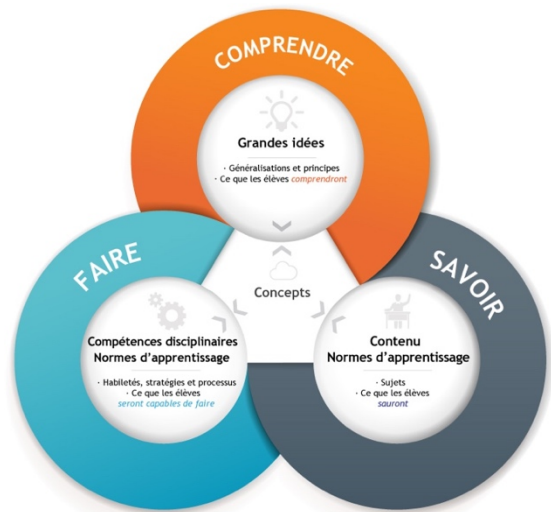 COMPRENDRE
Grandes idées
· Généralisations et principes
· Ce que les élèves comprendront
FAIRE
Compétences disciplinaires
Normes d'apprentissage
· Habiletés, stratégies et processus
· Ce que les élèves
seront capables de faire
Concepts
SAVOIR
Contenu
Normes d'apprentissage
· Sujets
· Ce que les élèves
sauront